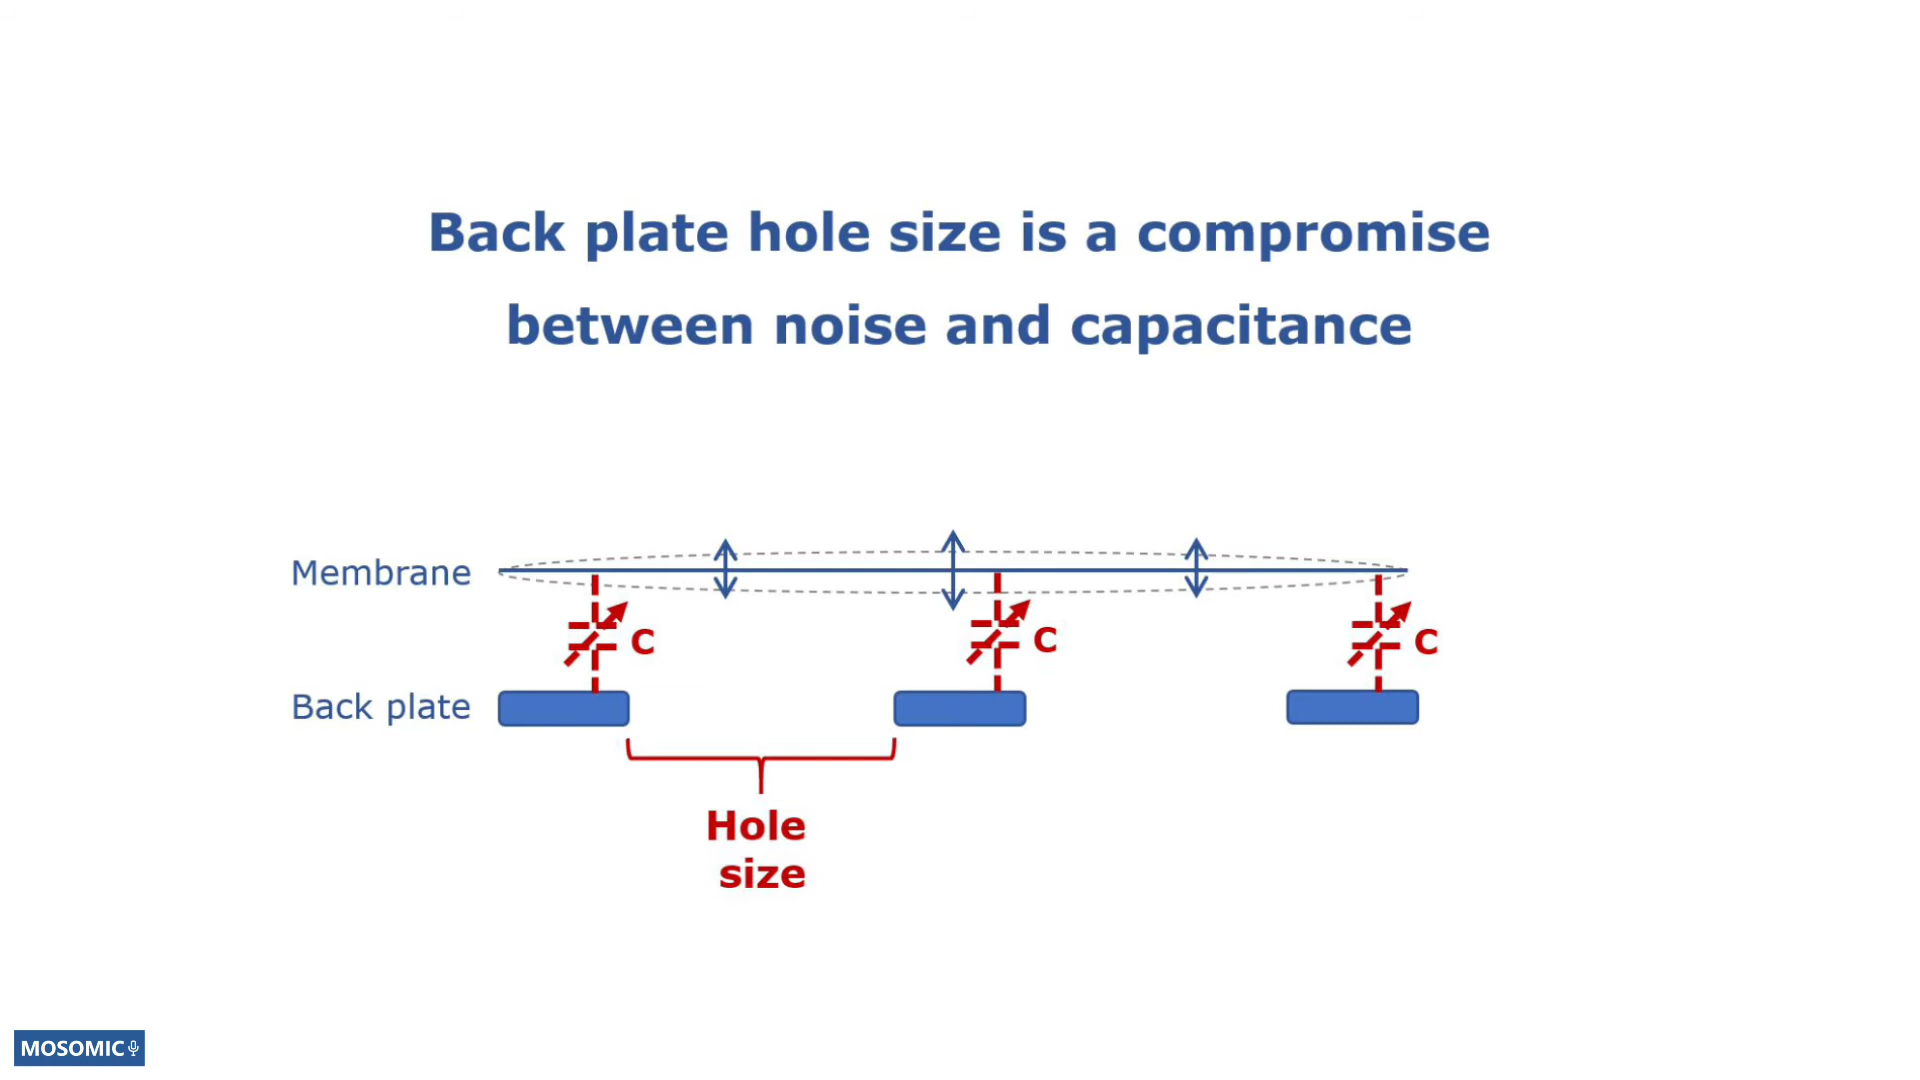 Back plate hole size is a compromise
between noise and capacitance
Membrane
C
C
C
Back plate
Hole
size
MOSOMIC